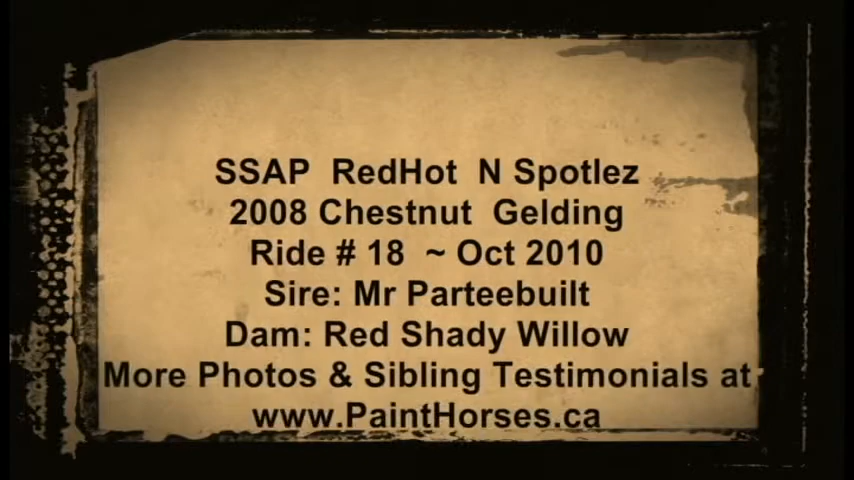 SSAP RedHot N Spotlez
2008 Chestnut Gelding
Ride # 18 ~ Oct 2010
Sire: Mr Parteebuilt
Dam: Red Shady Willow
More Photos & Sibling Testimonials at
www.PaintHorses.ca